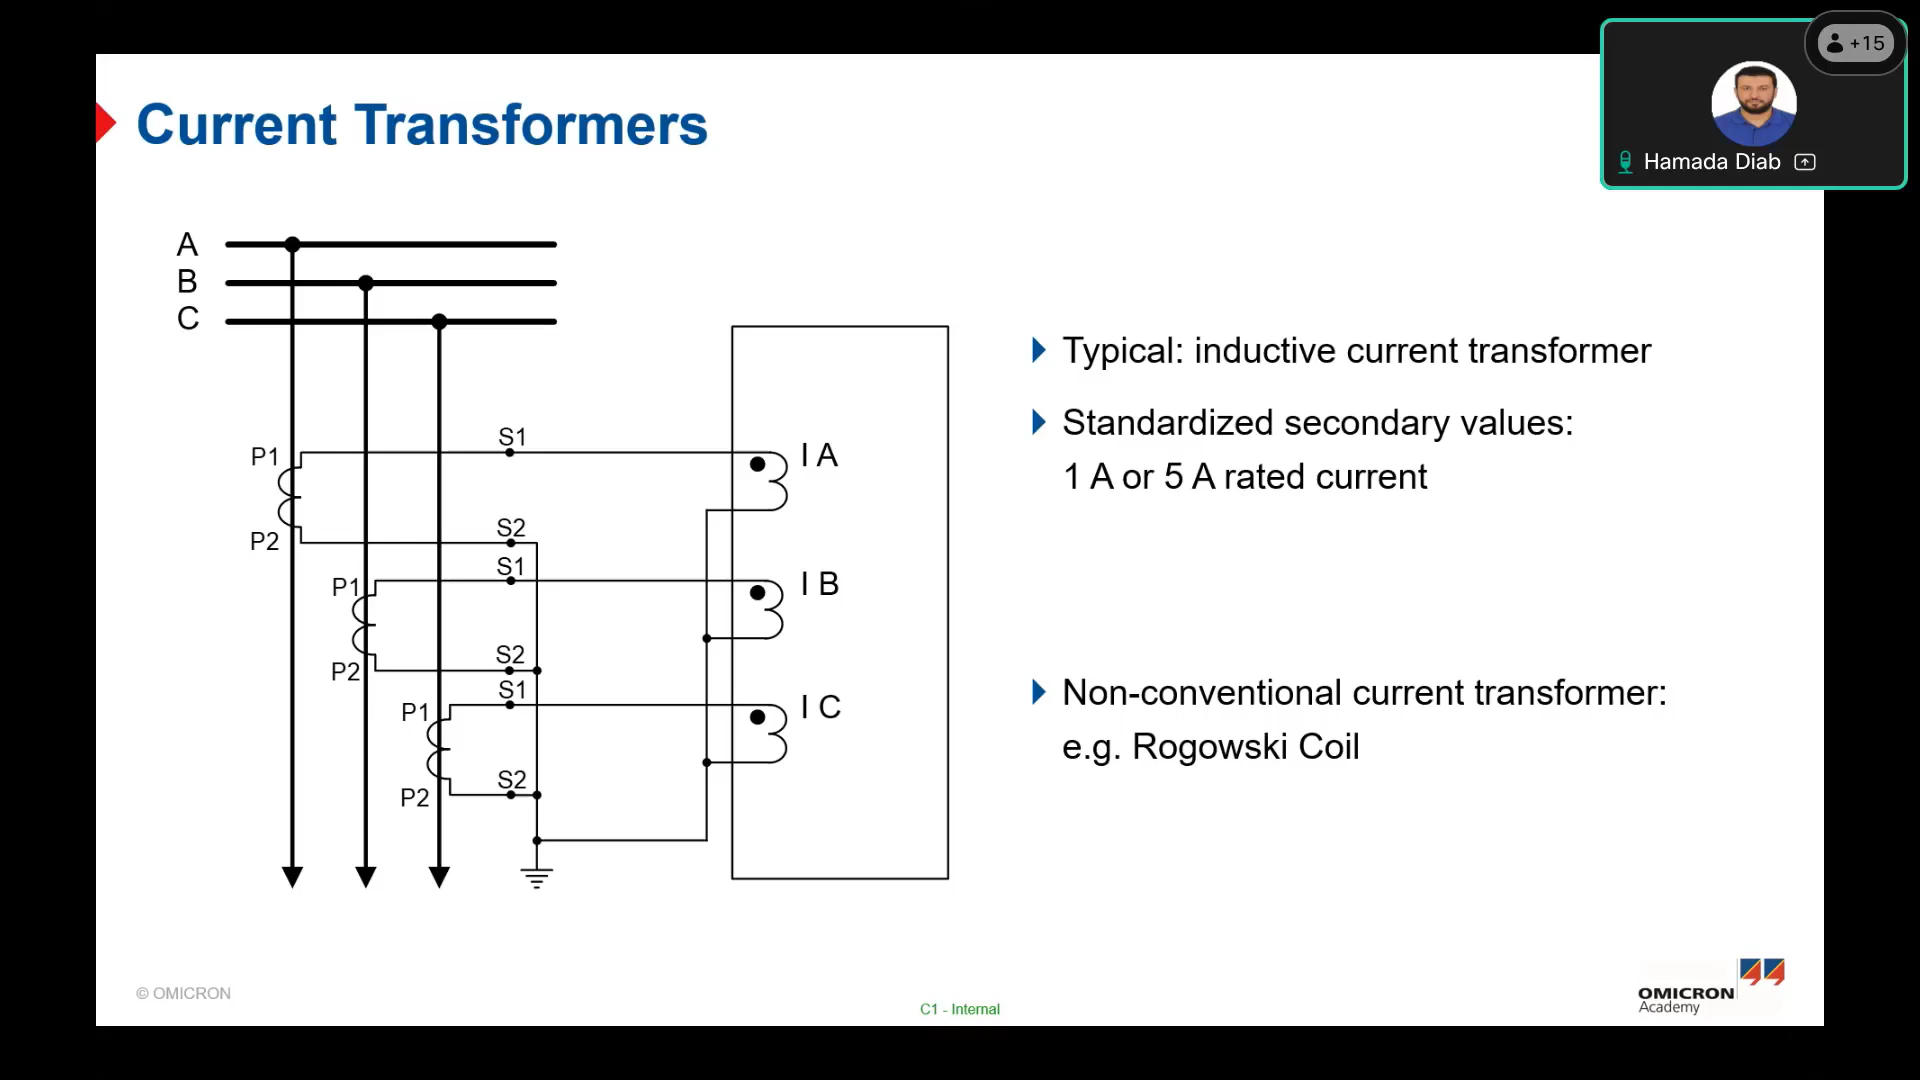 +15
Hamada Diab
Current Transformers
A
B
C
P1
P2
S1
S2
I A
P1
P2
S1
S2
I B
P1
P2
S1
S2
I C
Typical: inductive current transformer
Standardized secondary values:
1 A or 5 A rated current
Non-conventional current transformer:
e.g. Rogowski Coil
© OMICRON
C1 - Internal
OMICRON
Academy